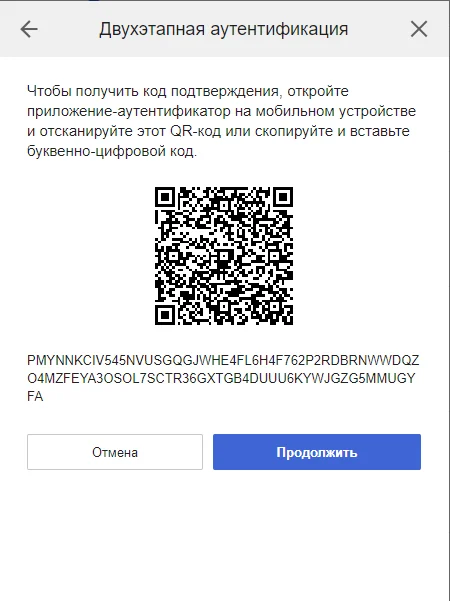 Двухэтапная аутентификация
Чтобы получить код подтверждения, откройте
приложение-аутентификатор на мобильном устройстве
и отсканируйте этот QR-код или скопируйте и вставьте
буквенно-цифровой код.
PMYNNKCIV545NVUSGQGJWHE4FL6H4F762P2RDBRNWWDQZ
O4MZFEYA3OSOL7SCTR36GXTGB4DUUU6KYWJGZG5MMUGY
FA
Отмена
Продолжить